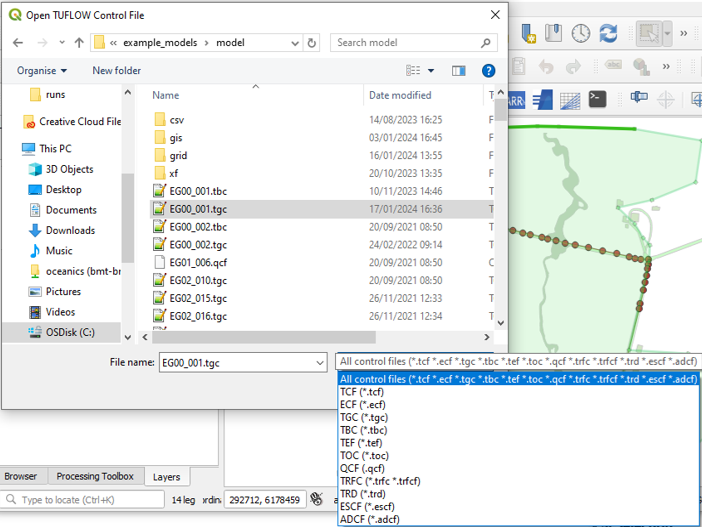 Open TUFLOW Control File
« example_models › model
Search model
Organise
New folder
runs
Creative Cloud File
This PC
3D Objects
Desktop
Documents
Downloads
Music
oceanics (bmt-br
Pictures
Videos
OSDisk (C:)
Name Date modified T
csv 14/08/2023 16:25 F
gis 03/01/2024 16:45 F
grid 16/01/2024 13:55 F
xf 20/10/2023 13:35 F
EG00_001.tbc 10/11/2023 14:46 T
EG00_001.tgc 17/01/2024 16:36 T
EG00_002.tbc 20/09/2021 08:50 T
EG00_002.tgc 24/02/2022 09:14 T
EG01_006.qcf 20/09/2021 08:50 C
EG02_010.tgc 20/09/2021 08:50 T
EG02_015.tgc 26/11/2021 12:33 T
EG02_016.tgc 26/11/2021 12:34 T
File name: EG00_001.tgc
All control files (*.tcf *.ecf *.tgc *.tbc *.tef *.toc *.qcf *.trfc *.trfcf *.trd *.escf *.adcf)
All control files (*.tcf *.ecf *.tgc *.tbc *.tef *.toc *.qcf *.trfc *.trfcf *.trd *.escf *.adcf)
TCF (*.tcf)
ECF (*.ecf)
TGC (*.tgc)
TBC (*.tbc)
TEF (*.tef)
TOC (*.toc)
QCF (.qcf)
TRFC (*.trfc *.trfcf)
TRD (*.trd)
ESCF (*.escf)
ADCF (*.adcf)
ARR
abc
Browser
Processing Toolbox
Layers
Type to locate (Ctrl+K)
14 leg
ordin
292712, 6178459